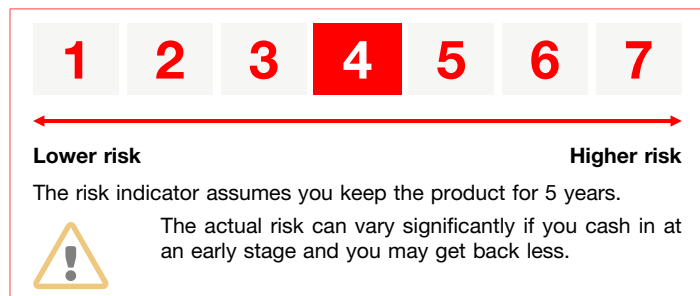 1 2 3 4 5 6 7
Lower risk Higher risk
The risk indicator assumes you keep the product for 5 years.
The actual risk can vary significantly if you cash in at
an early stage and you may get back less.